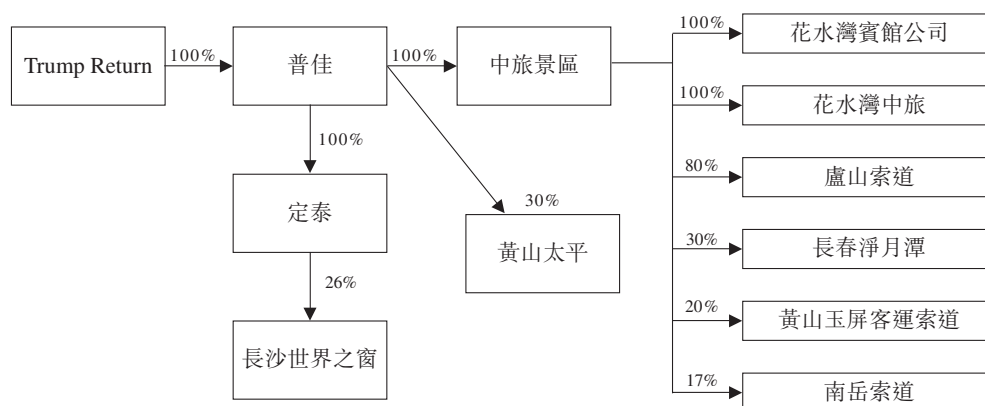 100%
花水灣賓館公司
Trump Return
100%
普佳
100%
中旅景區
100%
花水灣中旅
100%
80%
盧山索道
定泰
30%
黃山太平
30%
長春淨月潭
26%
20%
黃山玉屏客運索道
長沙世界之窗
17%
南岳索道